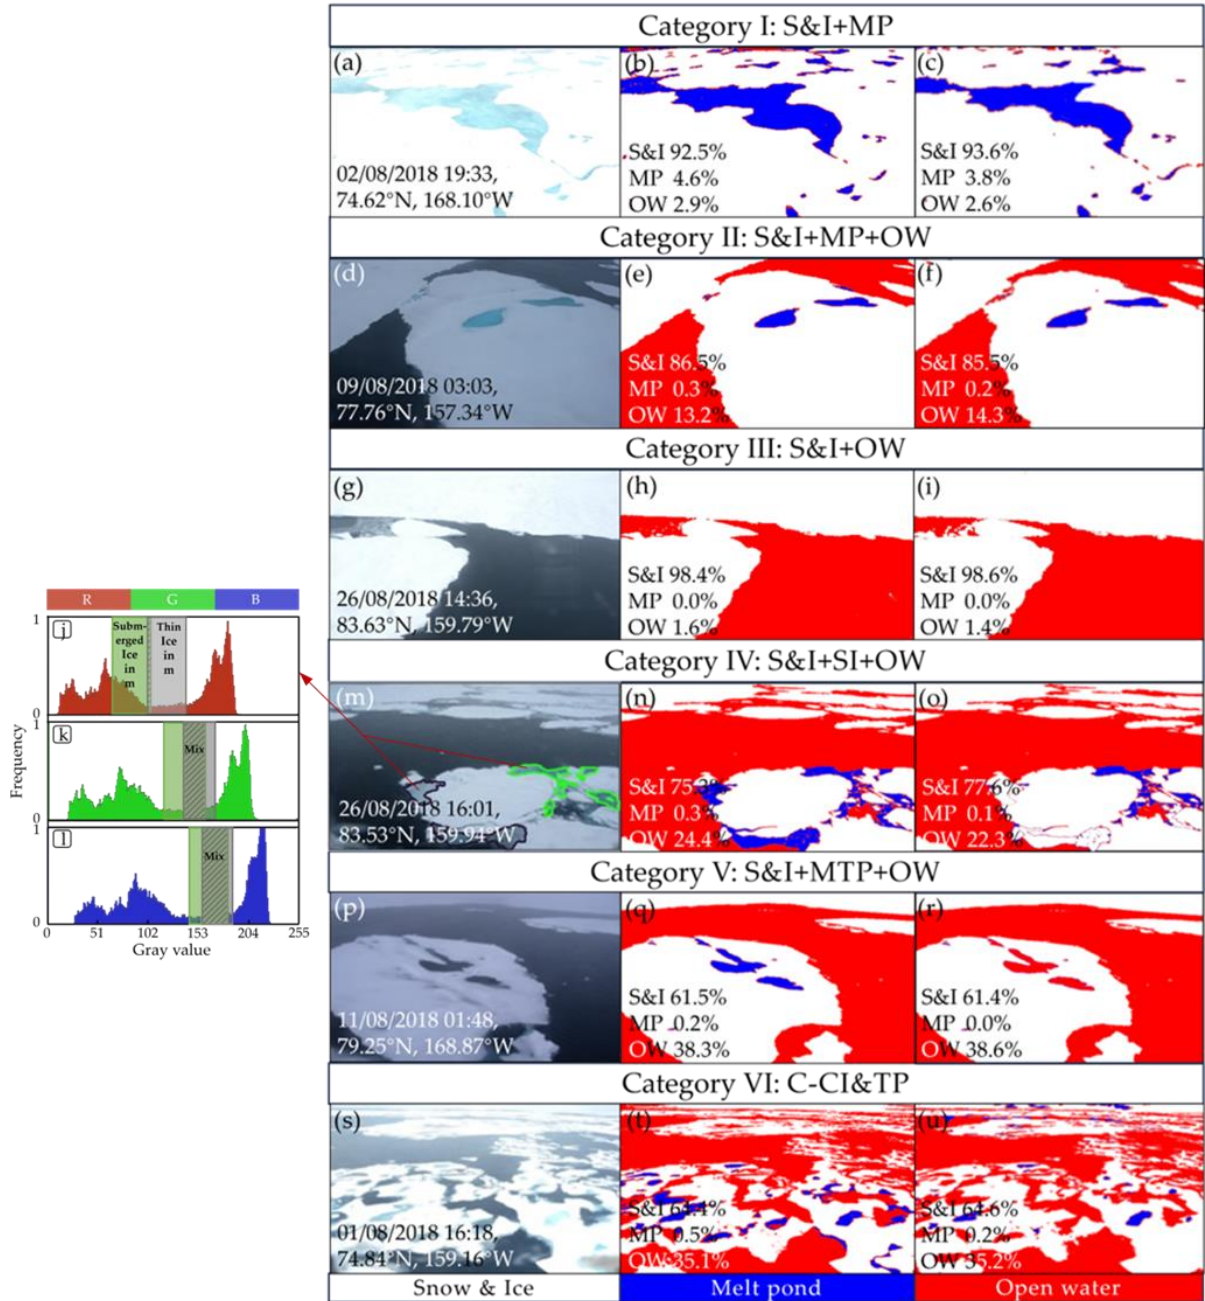 Category I: S&I+MP
(a)
02/08/2018 19:33,
74.62°N, 168.10°W
(b)
S&I 92.5%
MP 4.6%
OW 2.9%
(c)
S&I 93.6%
MP 3.8%
OW 2.6%
Category II: S&I+MP+OW
(d)
09/08/2018 03:03,
77.76°N, 157.34°W
(e)
S&I 86.5%
MP 0.3%
OW 13.2%
(f)
S&I 85.5%
MP 0.2%
OW 14.3%
Category III: S&I+OW
(g)
26/08/2018 14:36,
83.63°N, 159.79°W
(h)
S&I 98.4%
MP 0.0%
OW 1.6%
(i)
S&I 98.6%
MP 0.0%
OW 1.4%
Category IV: S&I+SI+OW
(m)
26/08/2018 16:01,
83.53°N, 159.94°W
(n)
S&I 75.3%
MP 0.3%
OW 24.4%
(o)
S&I 77.6%
MP 0.1%
OW 22.3%
R G B
1
j
Subm-
erged
Ice
in
m
Thin
Ice
in
m
0
1
k
Mix
0
1
l
Mix
0
0 51 102 153 204 255
Gray value
Frequency
Category V: S&I+MTP+OW
(p)
11/08/2018 01:48,
79.25°N, 168.87°W
(q)
S&I 61.5%
MP 0.2%
OW 38.3%
(r)
S&I 61.4%
MP 0.0%
OW 38.6%
Category VI: C-CI&TP
(s)
01/08/2018 16:18,
74.84°N, 159.16°W
(t)
S&I 64.4%
MP 0.5%
OW 35.1%
(u)
S&I 64.6%
MP 0.2%
OW 35.2%
Snow & Ice
Melt pond
Open water